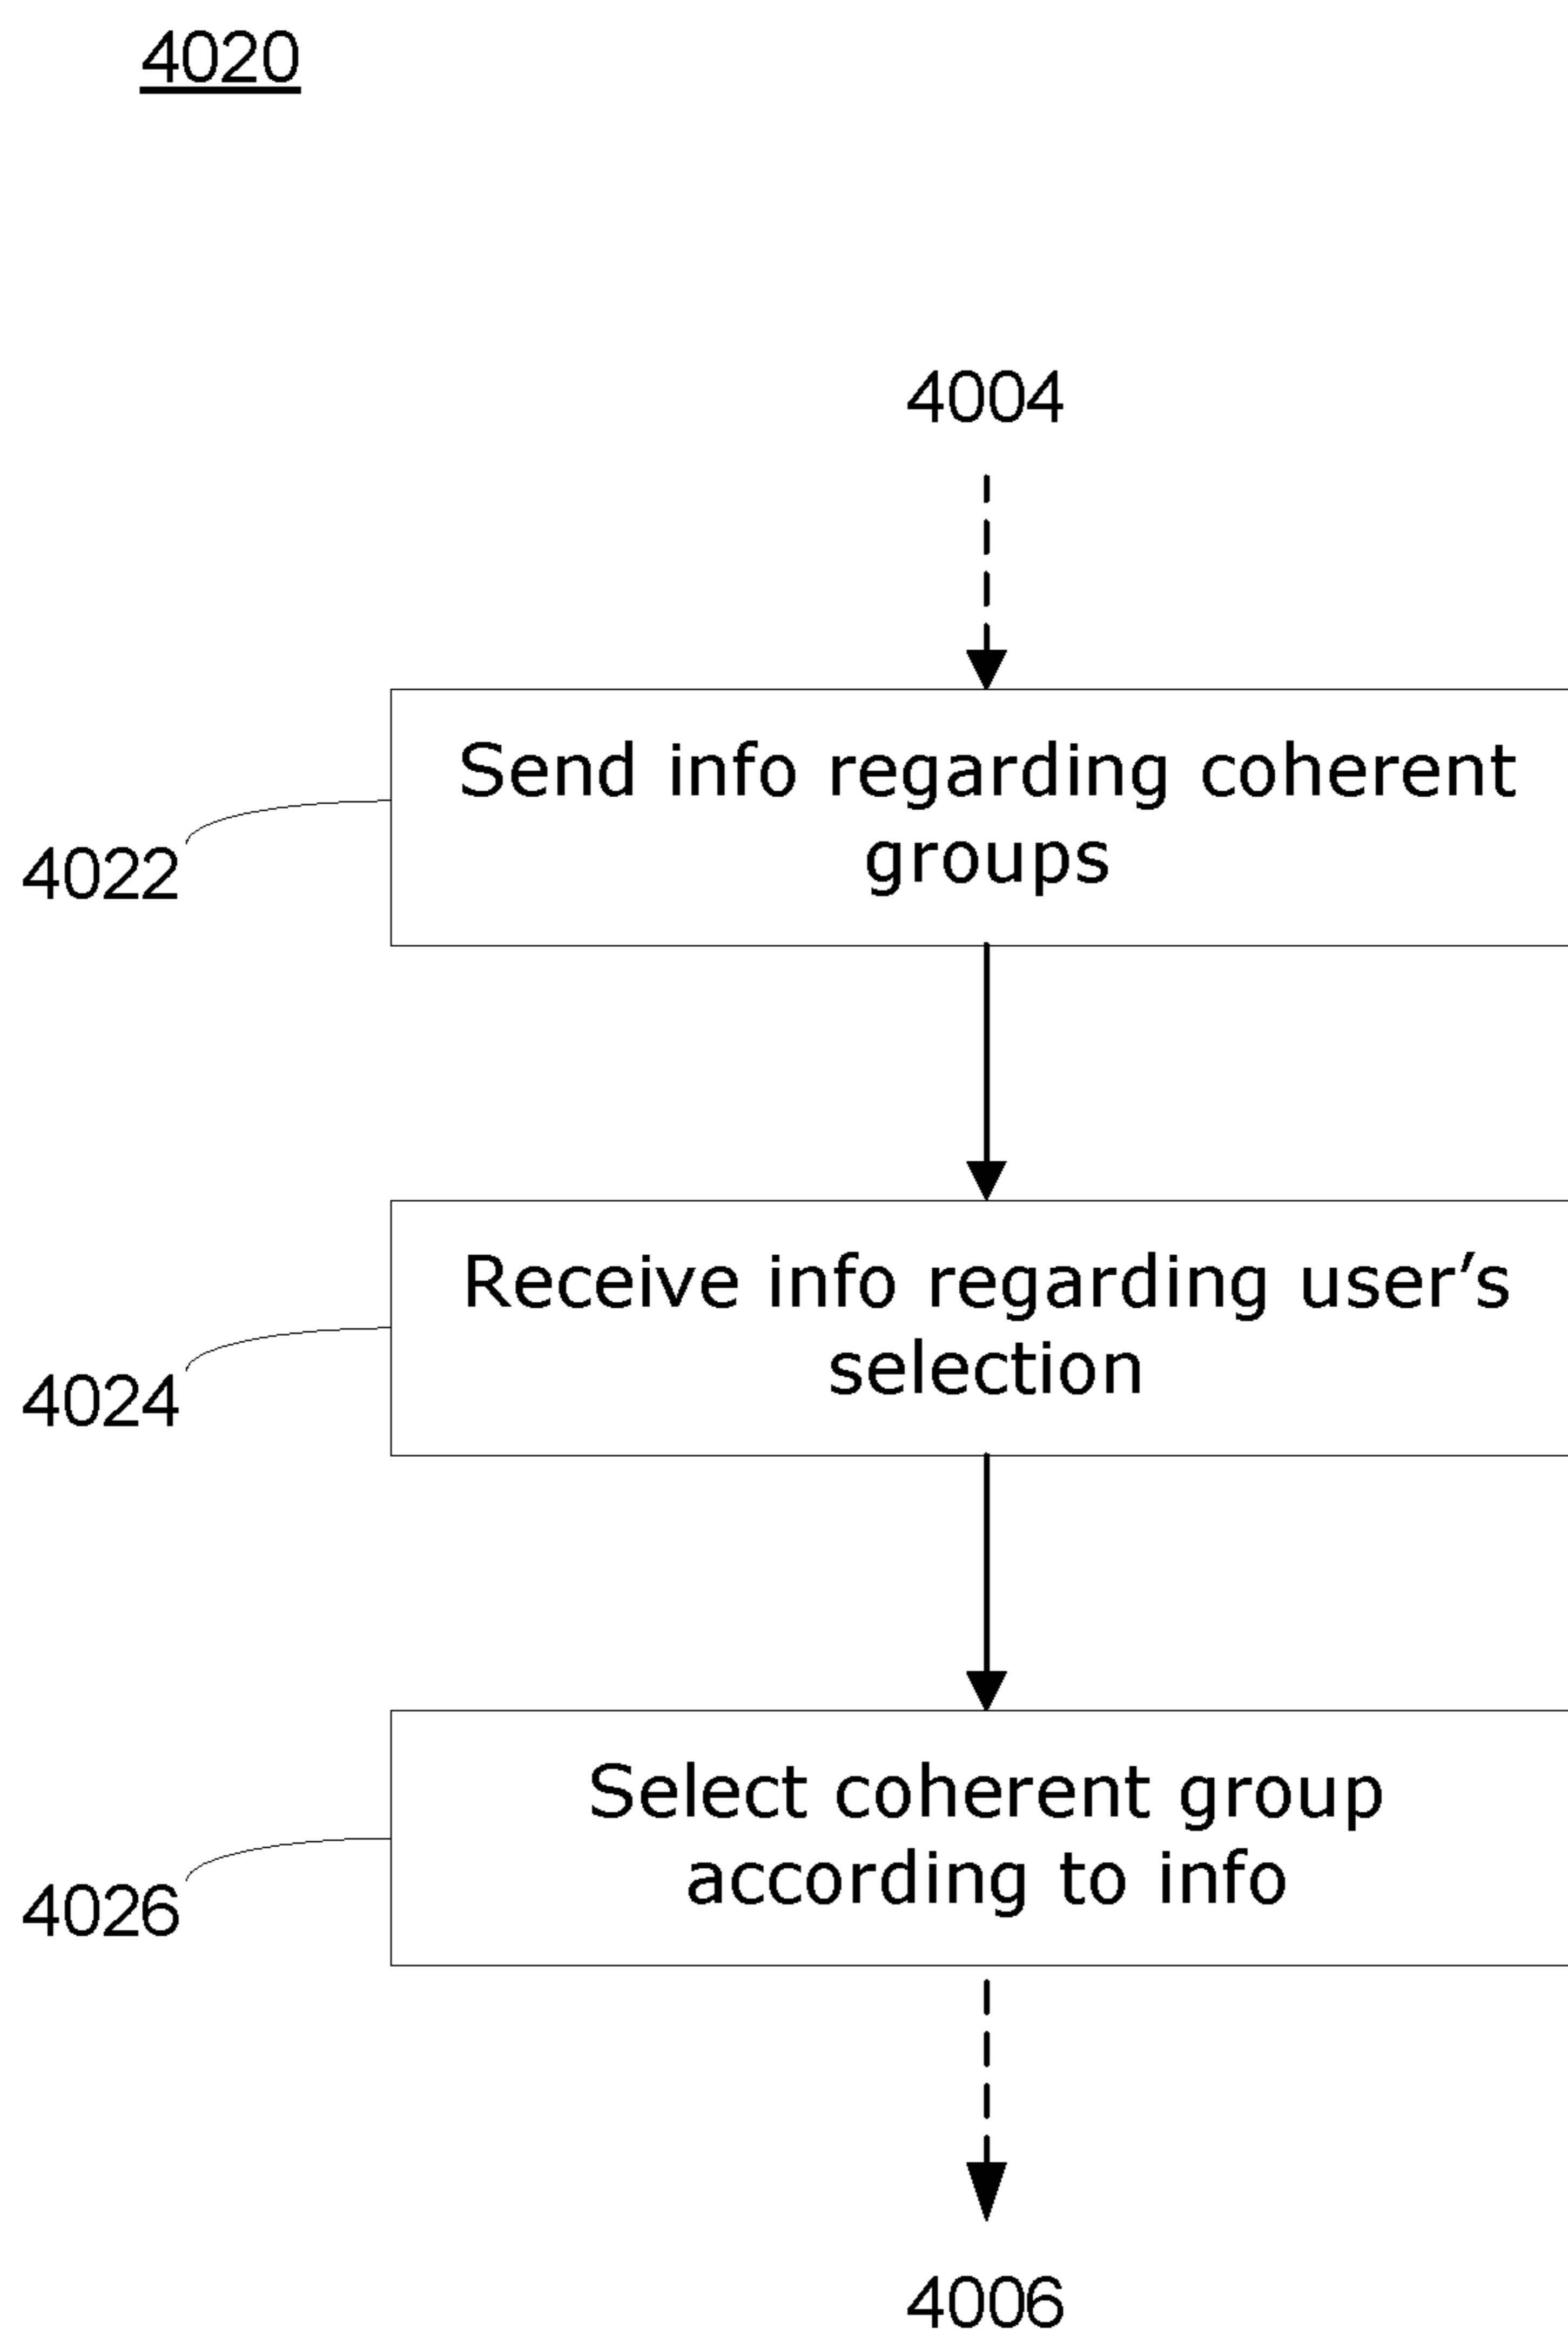 4020
4004
Send info regarding coherent
groups
4022
Receive info regarding user’s
selection
4024
Select coherent group
according to info
4026
4006